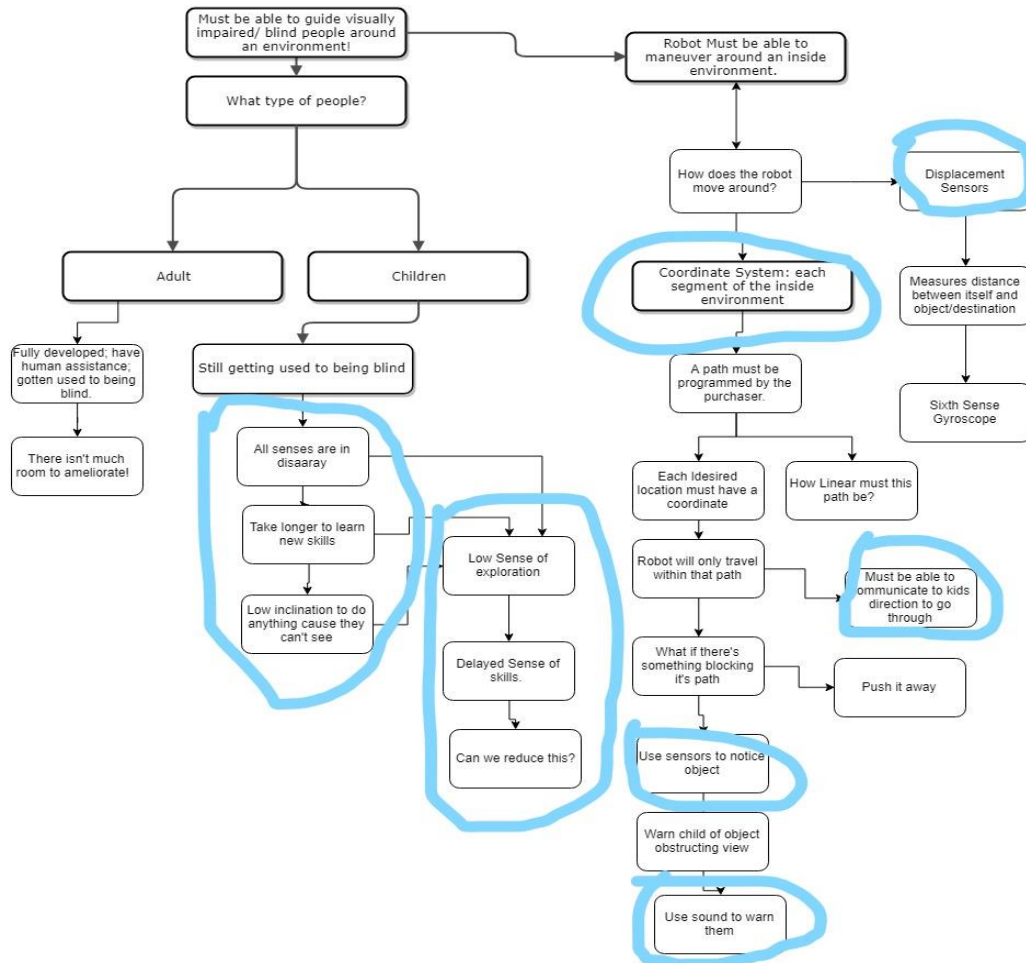 Must be able to guide visually
impaired/ blind people around
an environment!
Robot Must be able to
maneuver around an inside
environment.
What type of people?
How does the robot
move around?
Displacement
Sensors
Adult
Children
Coordinate System: each
segment of the inside
environment
Measures distance
between itself and
object/destination
Fully developed; have
human assistance;
gotten used to being
blind.
Still getting used to being blind
A path must be
programmed by the
purchaser.
Sixth Sense
Gyroscope
There isn't much
room to ameliorate!
All senses are in
disaaray
Each Idesired
location must have a
coordinate
How Linear must this
path be?
Take longer to learn
new skills
Low Sense of
exploration
Robot will only travel
within that path
Must be able to
communicate to kids
direction to go
through
Low inclination to do
anything cause they
can't see
Delayed Sense of
skills.
What if there's
something blocking
it's path
Push it away
Can we reduce this?
Use sensors to notice
object
Warn child of object
obstructing view
Use sound to warn
them